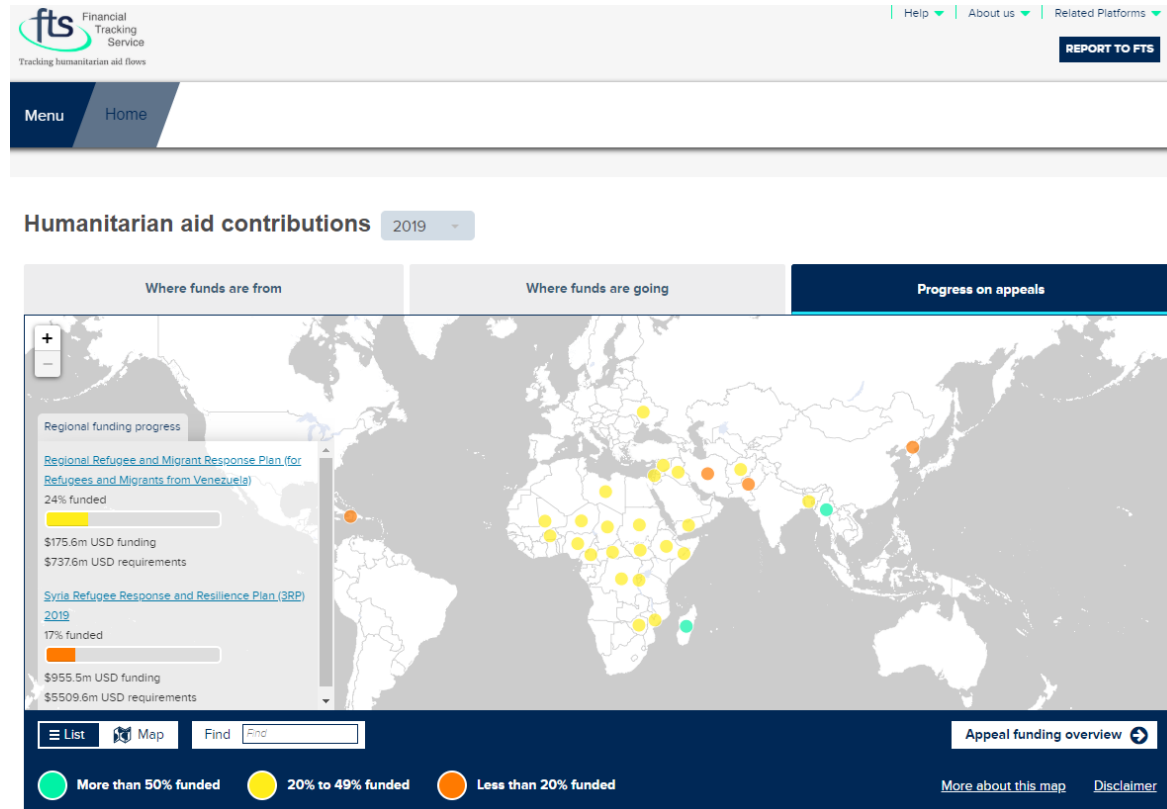 fts Financial
Tracking
Service
Tracking humanitarian aid flows
Help
About us
Related Platforms
REPORT TO FTS
Menu
Home
Humanitarian aid contributions 2019
Where funds are from
Where funds are going
Progress on appeals
+
−
Regional funding progress
Regional Refugee and Migrant Response Plan (for
Refugees and Migrants from Venezuela)
24% funded
$175.6m USD funding
$737.6m USD requirements
Syria Refugee Response and Resilience Plan (3RP)
2019
17% funded
$955.5m USD funding
$5509.6m USD requirements
List
Map
Find
Find
Appeal funding overview
More than 50% funded
20% to 49% funded
Less than 20% funded
More about this map
Disclaimer